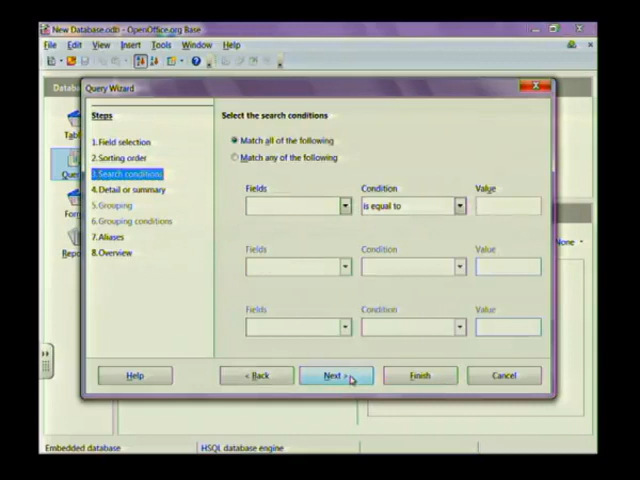 New Database.odb - OpenOffice.org Base
File Edit View Insert Tools Window Help
Query Wizard
Steps
1.Field selection
2.Sorting order
3.Search conditions
4.Detail or summary
5.Grouping
6.Grouping conditions
7.Aliases
8.Overview
Select the search conditions
Match all of the following
Match any of the following
Fields Condition Value
is equal to
Fields Condition Value
Fields Condition Value
Help < Back Next > Finish Cancel
None
Embedded database HSQL database engine